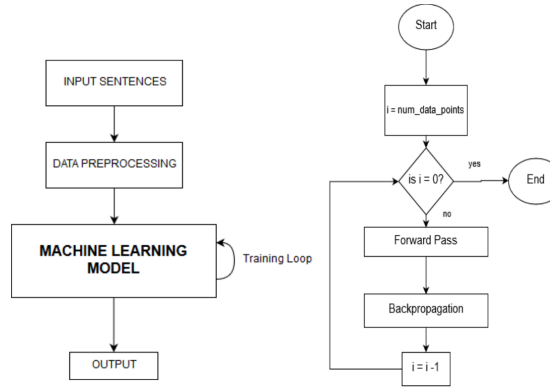 INPUT SENTENCES
DATA PREPROCESSING
MACHINE LEARNING
MODEL
Training Loop
OUTPUT
Start
i = num_data_points
is i = 0?
yes
End
no
Forward Pass
Backpropagation
i = i -1